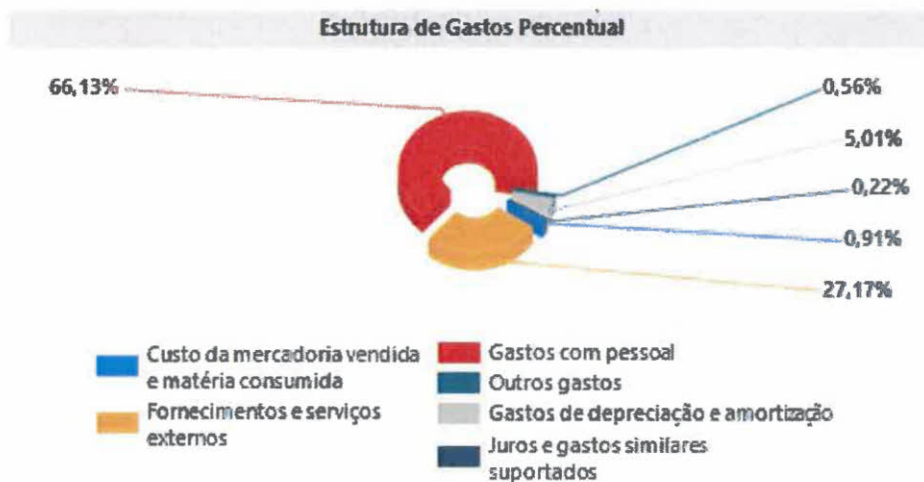 Estrutura de Gastos Percentual
66,13%
0,56%
5,01%
0,22%
0,91%
27,17%
Custo da mercadoria vendida
e matéria consumida
Fornecimentos e serviços
externos
Gastos com pessoal
Outros gastos
Gastos de depreciação e amortização
Juros e gastos similares
suportados